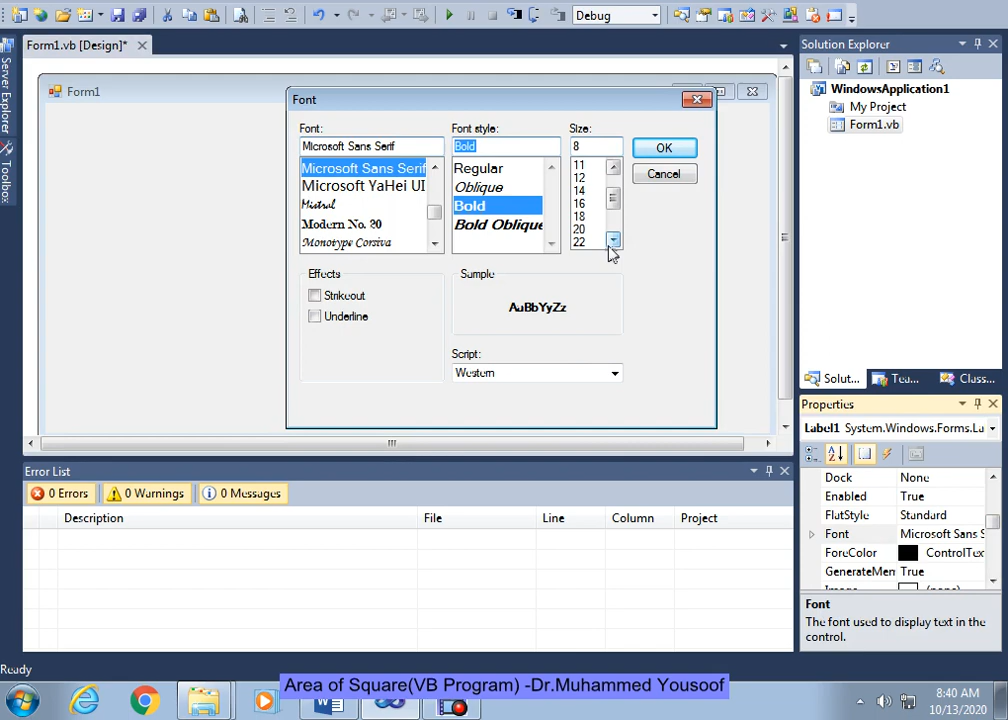 Debug
Form1.vb [Design]*
Server Explorer
Toolbox
Form1
Font
Font:
Font style:
Size:
Microsoft Sans Serif
Bold
8
OK
Cancel
Microsoft Sans Serif
Microsoft YaHei UI
Mistral
Modern No. 20
Monotype Corsiva
Regular
Oblique
Bold
Bold Oblique
11
12
14
16
18
20
22
Effects
Strikeout
Underline
Sample
AaBbYyZz
Script:
Western
Solution Explorer
WindowsApplication1
My Project
Form1.vb
Solut...
Tea...
Class...
Properties
Label1 System.Windows.Forms.La
Dock None
Enabled True
FlatStyle Standard
Font Microsoft Sans S
ForeColor ControlTex
GenerateMem True
Image (none)
Font
The font used to display text in the
control.
Error List
0 Errors
0 Warnings
0 Messages
Description File Line Column Project
Ready
Area of Square(VB Program) -Dr.Muhammed Yousoof
8:40 AM
10/13/2020